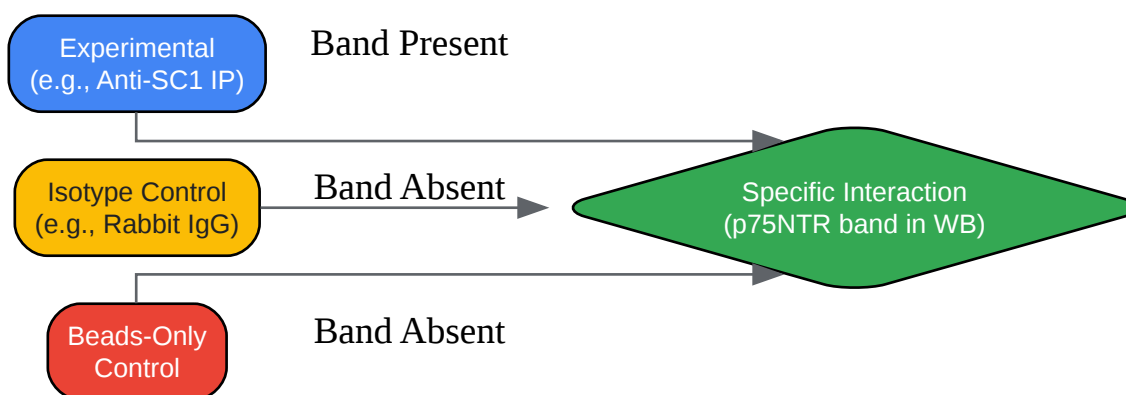 Experimental
(e.g., Anti-SC1 IP)
Band Present
Isotype Control
(e.g., Rabbit IgG)
Band Absent
Specific Interaction
(p75NTR band in WB)
Beads-Only
Control
Band Absent